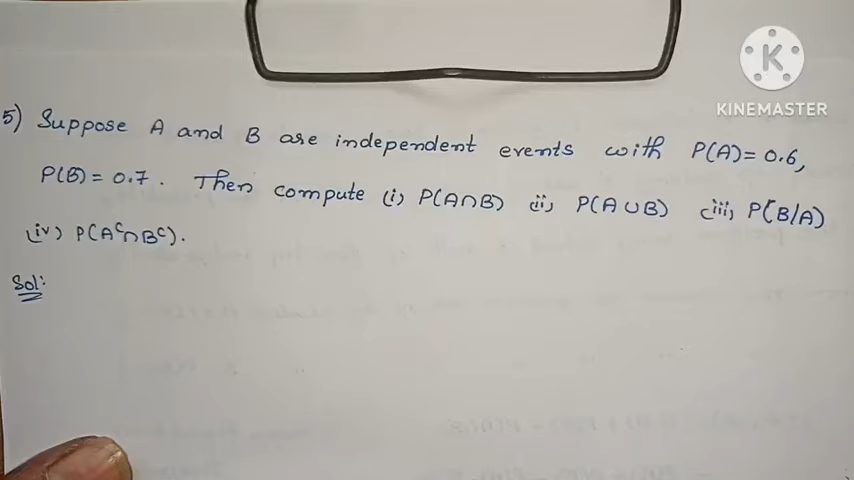 KINEMASTER
5) Suppose A and B are independent events with P(A)= 0.6,
P(B)= 0.7. Then compute (i) P(A∩B) (ii) P(A∪B) (iii) P(B/A)
(iv) P(Aᶜ∩Bᶜ).
Sol: